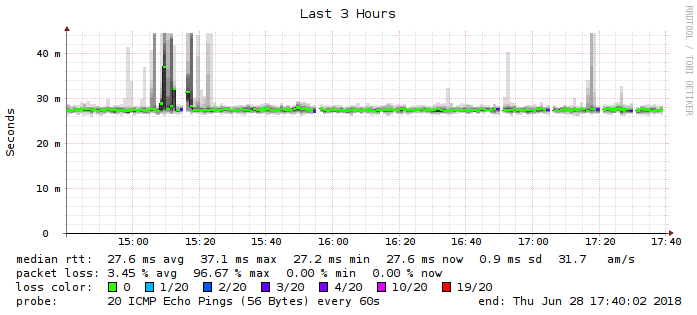 Last 3 Hours
RRDTOOL / TOBI OETIKER
Seconds
40 m
30 m
20 m
10 m
0
15:00 15:20 15:40 16:00 16:20 16:40 17:00 17:20 17:40
median rtt: 27.6 ms avg 37.1 ms max 27.2 ms min 27.6 ms now 0.9 ms sd 31.7 am/s
packet loss: 3.45 % avg 96.67 % max 0.00 % min 0.00 % now
loss color: 0 1/20 2/20 3/20 4/20 10/20 19/20
probe: 20 ICMP Echo Pings (56 Bytes) every 60s end: Thu Jun 28 17:40:02 2018